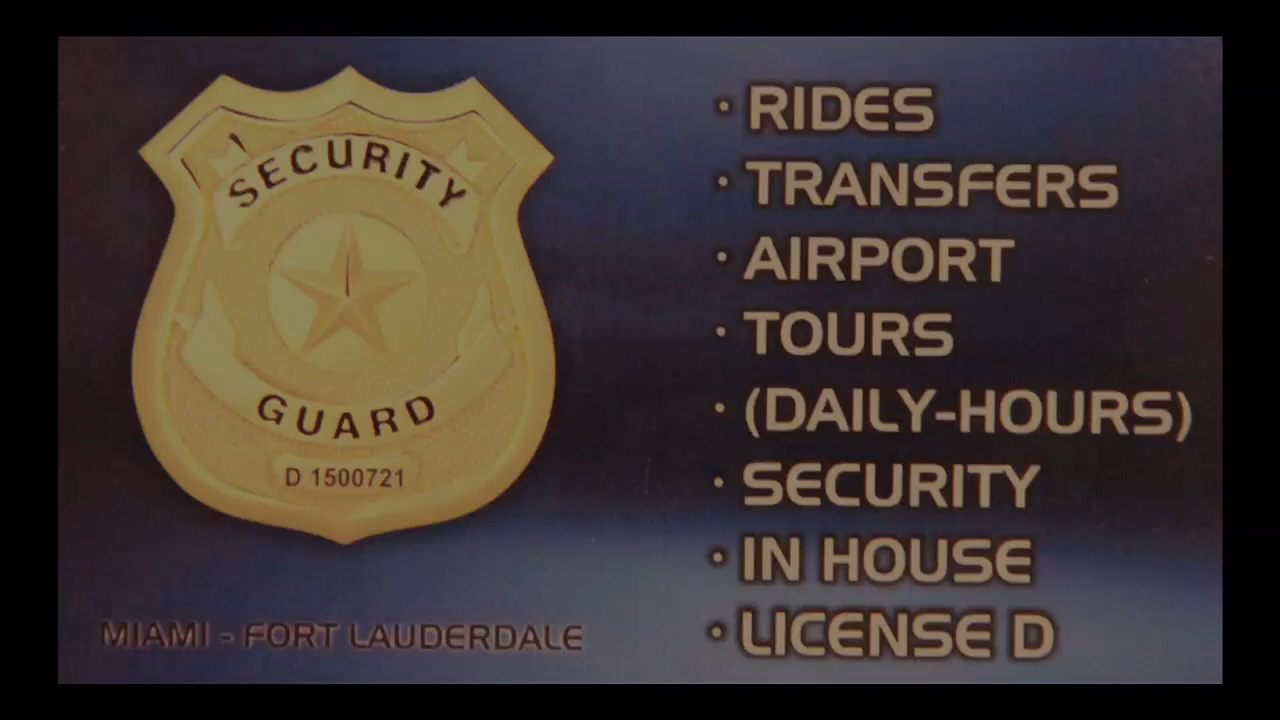 SECURITY
GUARD
D 1500721
MIAMI - FORT LAUDERDALE
· RIDES
· TRANSFERS
· AIRPORT
· TOURS
· (DAILY-HOURS)
· SECURITY
· IN HOUSE
· LICENSE D